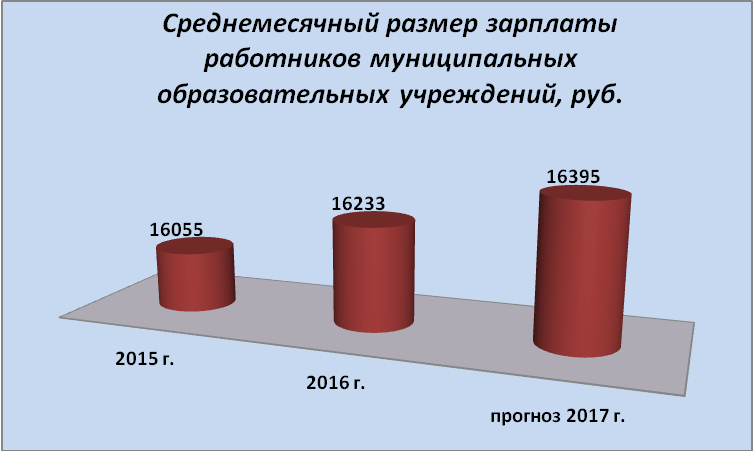 Среднемесячный размер зарплаты
работников муниципальных
образовательных учреждений, руб.
16395
16233
16055
2015 г.
2016 г.
прогноз 2017 г.